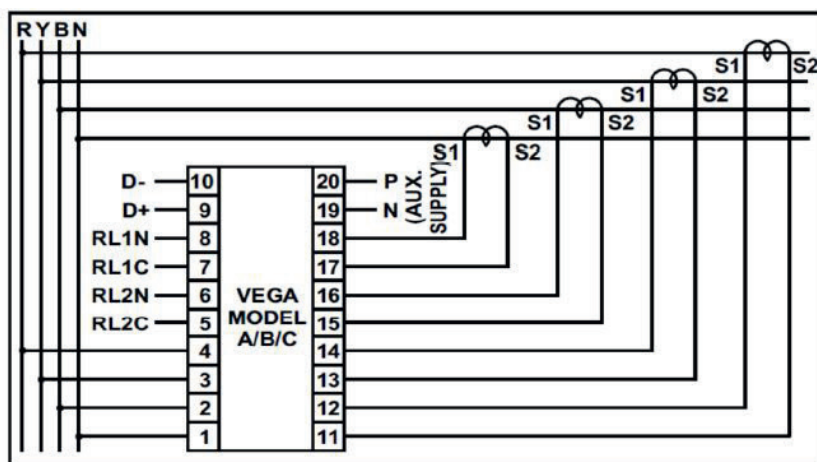 R Y B N
S1 S2
S1 S2
S1 S2
S1 S2
D- 10 20 P
D+ 9 19 N
(AUX.
SUPPLY)
RL1N 8 18
RL1C 7 17
RL2N 6 16
RL2C 5 15
4 14
3 13
2 12
1 11
VEGA
MODEL
A/B/C